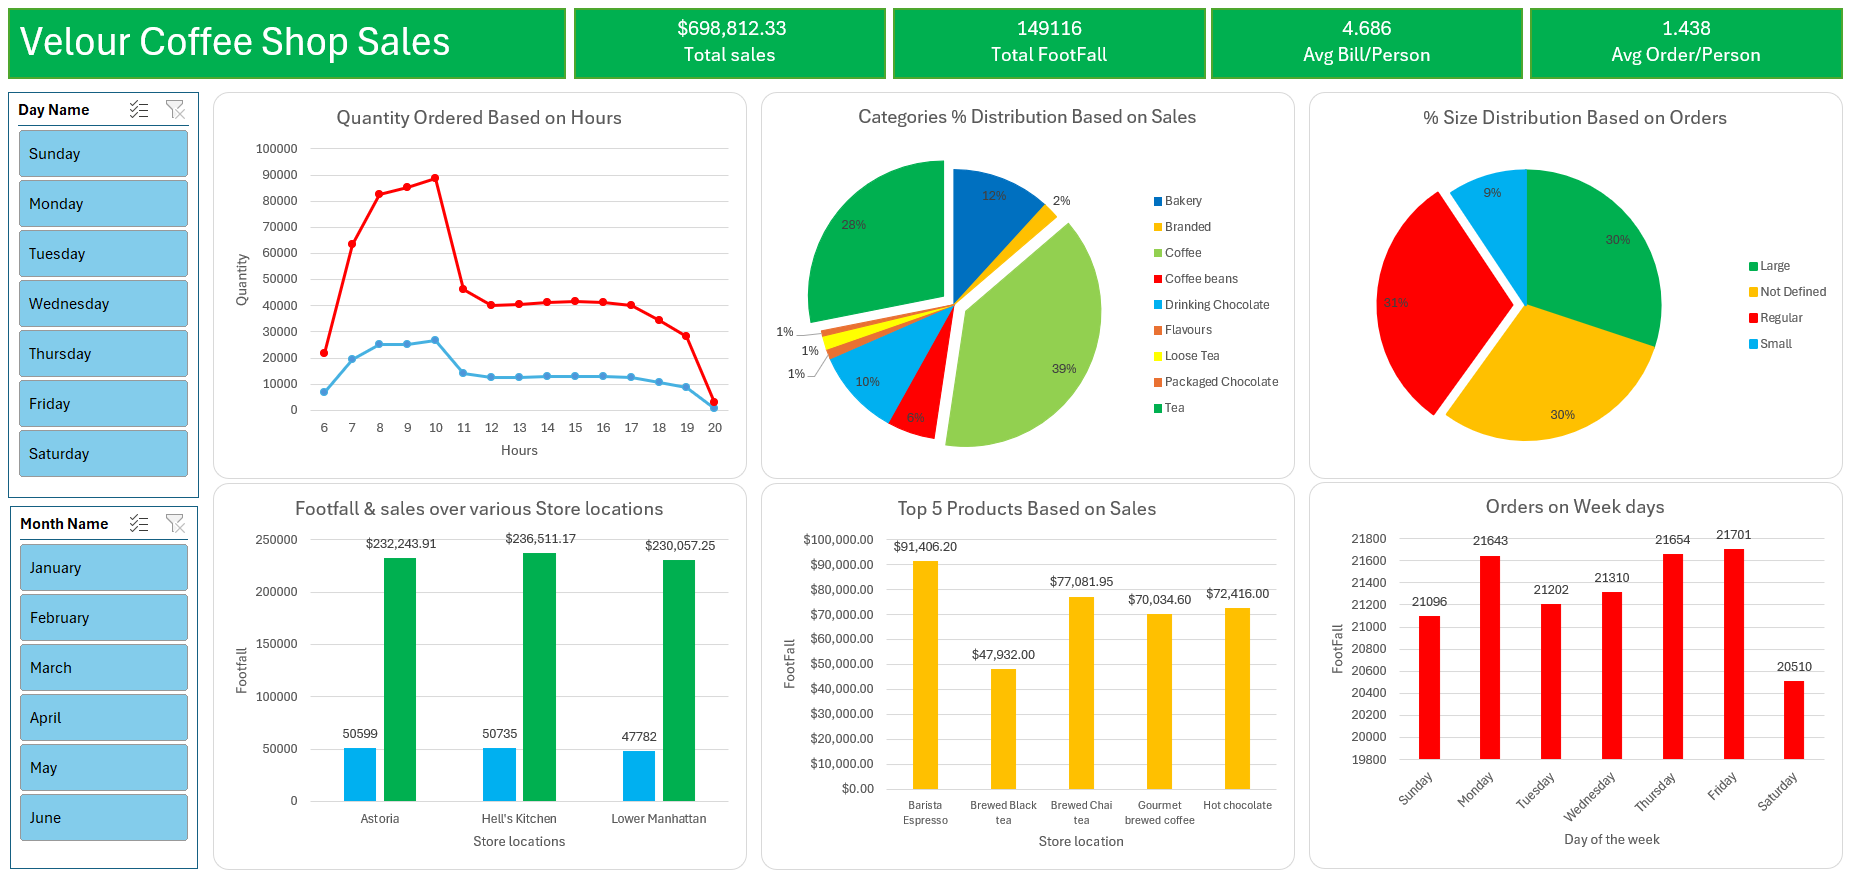 Velour Coffee Shop Sales
$698,812.33
Total sales
149116
Total FootFall
4.686
Avg Bill/Person
1.438
Avg Order/Person
Day Name
Sunday
Monday
Tuesday
Wednesday
Thursday
Friday
Saturday
Month Name
January
February
March
April
May
June
Quantity Ordered Based on Hours
100000
90000
80000
70000
60000
50000
40000
30000
20000
10000
0
Quantity
6 7 8 9 10 11 12 13 14 15 16 17 18 19 20
Hours
Categories % Distribution Based on Sales
12%
2%
28%
39%
1%
1%
1%
10%
6%
Bakery
Branded
Coffee
Coffee beans
Drinking Chocolate
Flavours
Loose Tea
Packaged Chocolate
Tea
% Size Distribution Based on Orders
9%
30%
31%
30%
Large
Not Defined
Regular
Small
Footfall & sales over various Store locations
250000
200000
150000
100000
50000
0
Footfall
$232,243.91
$236,511.17
$230,057.25
50599
50735
47782
Astoria
Hell's Kitchen
Lower Manhattan
Store locations
Top 5 Products Based on Sales
$100,000.00
$90,000.00
$80,000.00
$70,000.00
$60,000.00
$50,000.00
$40,000.00
$30,000.00
$20,000.00
$10,000.00
$0.00
FootFall
$91,406.20
$47,932.00
$77,081.95
$70,034.60
$72,416.00
Barista
Espresso
Brewed Black
tea
Brewed Chai
tea
Gourmet
brewed coffee
Hot chocolate
Store location
Orders on Week days
21800
21600
21400
21200
21000
20800
20600
20400
20200
20000
19800
FootFall
21096
21643
21202
21310
21654
21701
20510
Sunday
Monday
Tuesday
Wednesday
Thursday
Friday
Saturday
Day of the week